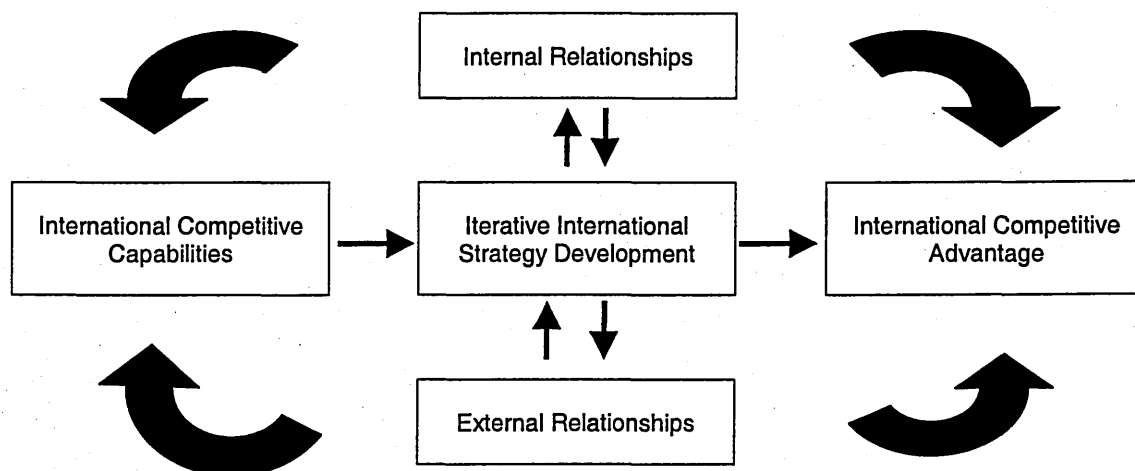 Internal Relationships
International Competitive
Capabilities
Iterative International
Strategy Development
International Competitive
Advantage
External Relationships